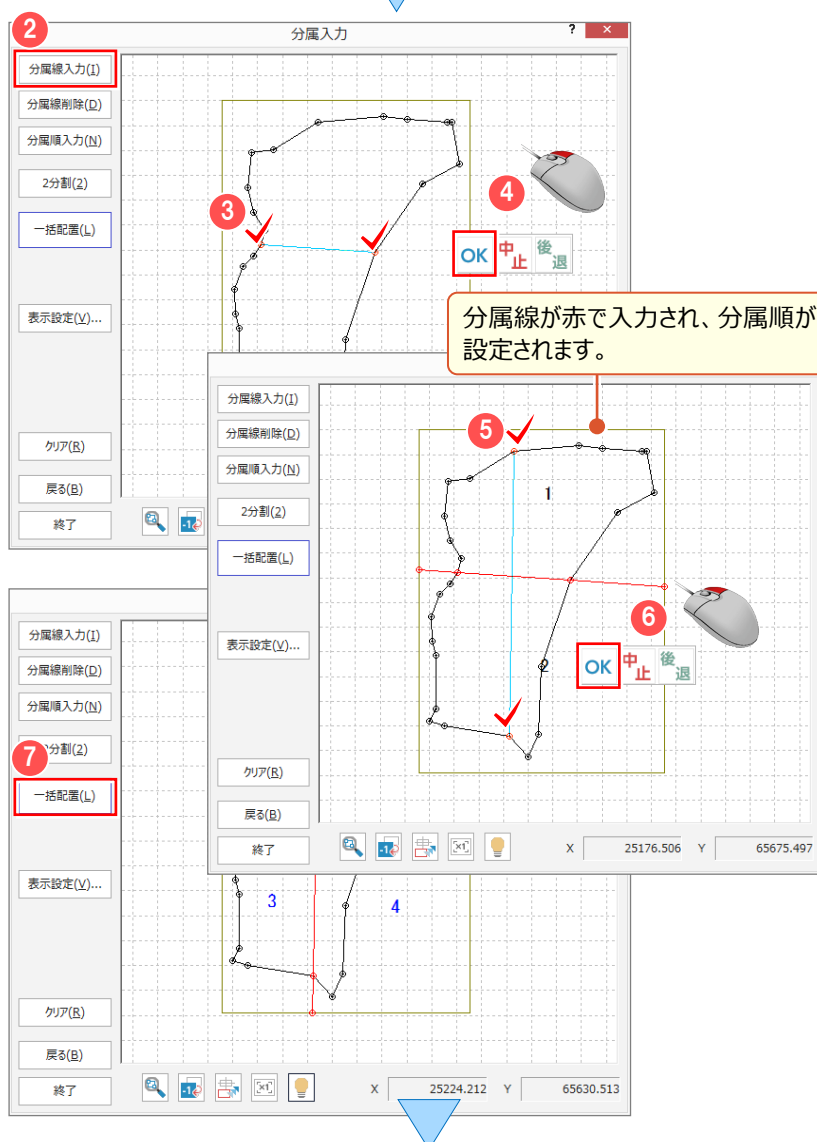 2
分属入力
?
×
分属線入力(I)
分属線削除(D)
分属順入力(N)
2分割(2)
一括配置(L)
表示設定(V)...
クリア(R)
戻る(B)
終了
3
4
OK 中止 後退
分属線が赤で入力され、分属順が
設定されます。
分属線入力(I)
分属線削除(D)
分属順入力(N)
2分割(2)
一括配置(L)
表示設定(V)...
クリア(R)
戻る(B)
終了
5
1
2
6
OK 中止 後退
X 25176.506 Y 65675.497
分属線入力(I)
分属線削除(D)
分属順入力(N)
分割(2)
7
一括配置(L)
表示設定(V)...
クリア(R)
戻る(B)
終了
3
4
X 25224.212 Y 65630.513